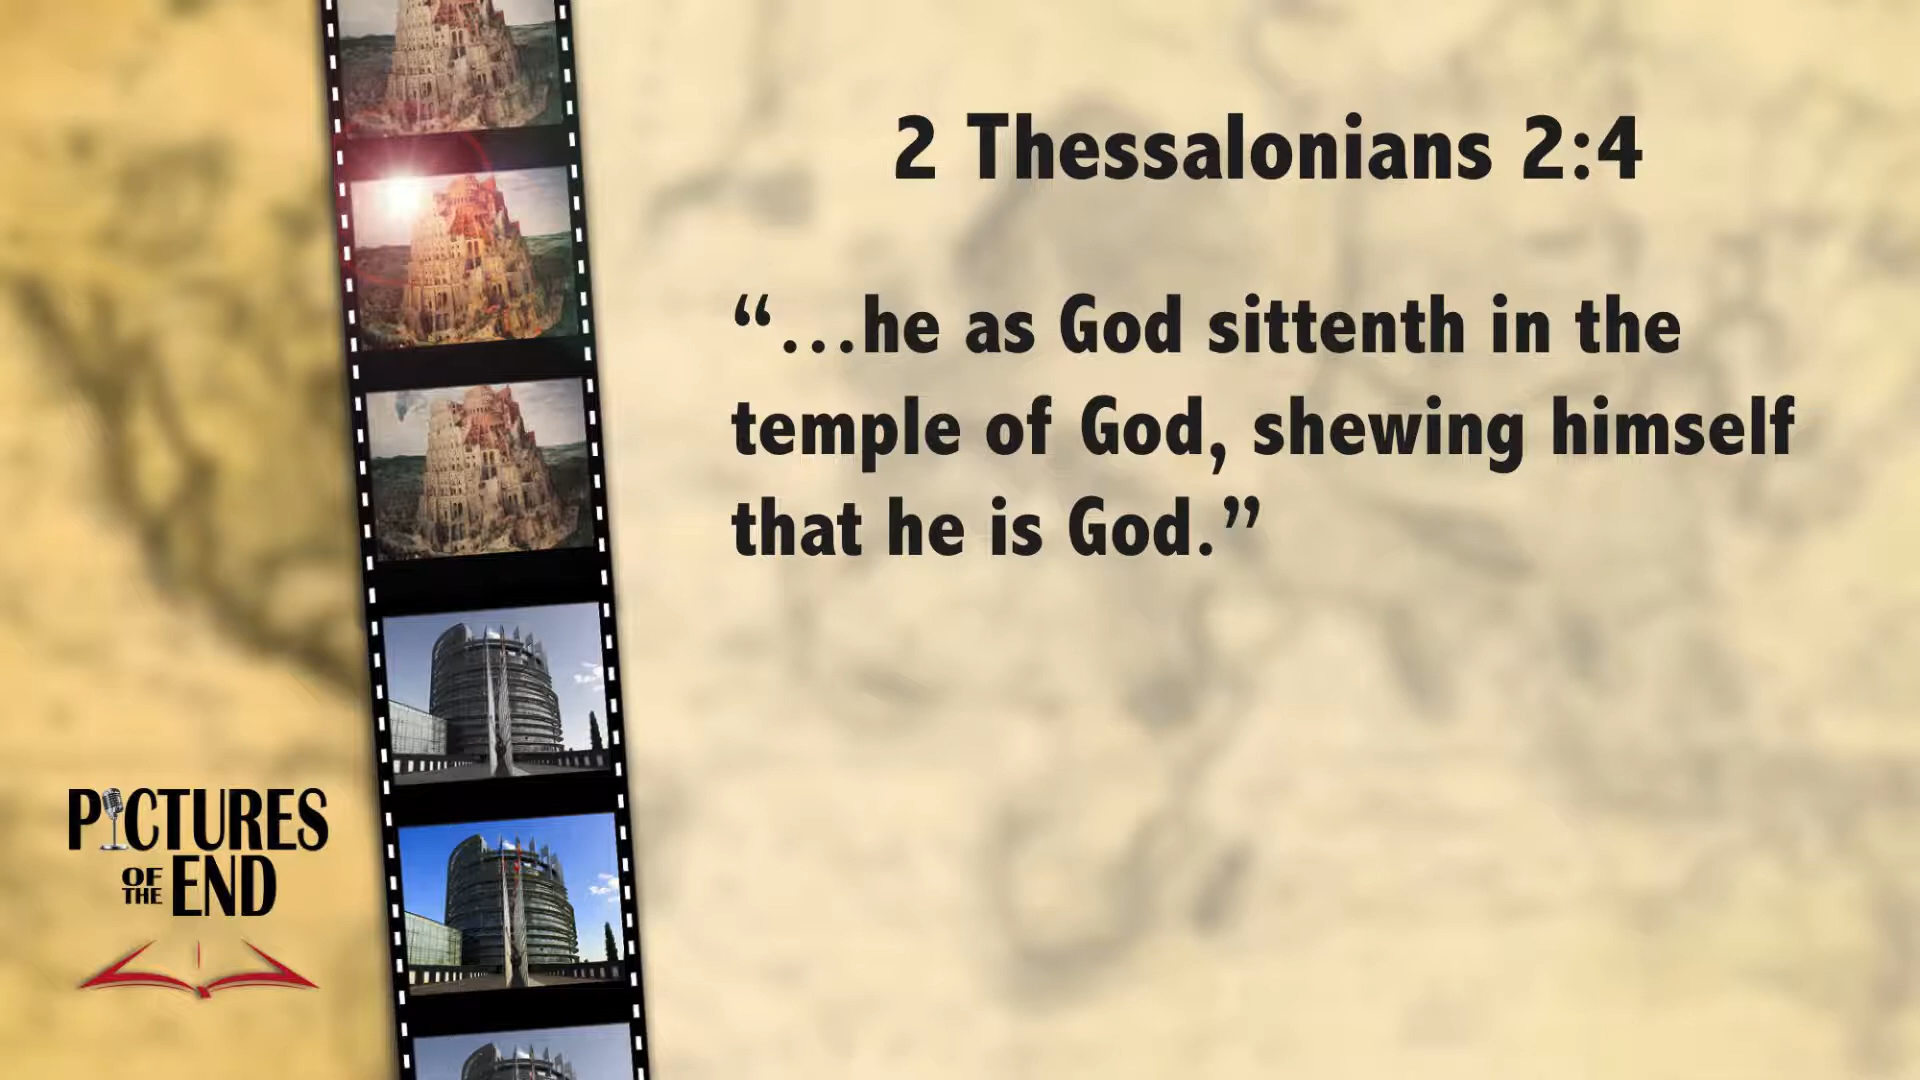 2 Thessalonians 2:4
“...he as God sittenth in the
temple of God, shewing himself
that he is God.”
PICTURES
OF THE END